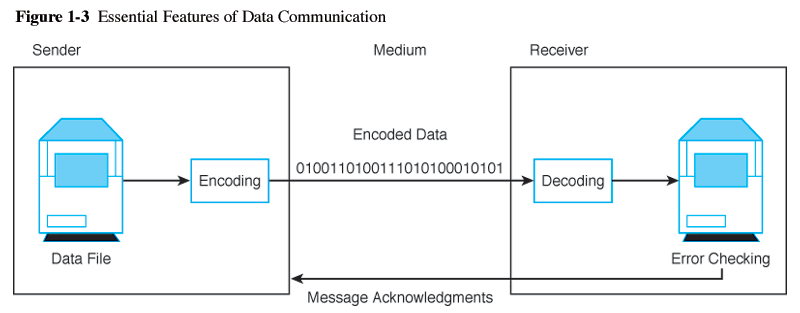 Figure 1-3 Essential Features of Data Communication
Sender
Medium
Receiver
Encoded Data
0100110100111010100010101
Encoding
Decoding
Data File
Error Checking
Message Acknowledgments